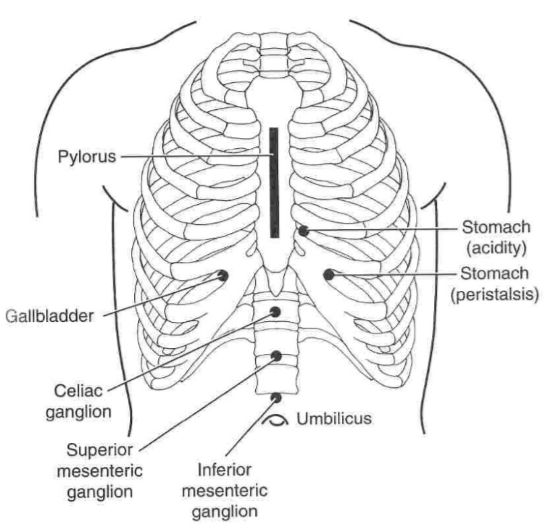 Pylorus
Stomach
(acidity)
Stomach
(peristalsis)
Gallbladder
Celiac
ganglion
Umbilicus
Superior
mesenteric
ganglion
Inferior
mesenteric
ganglion